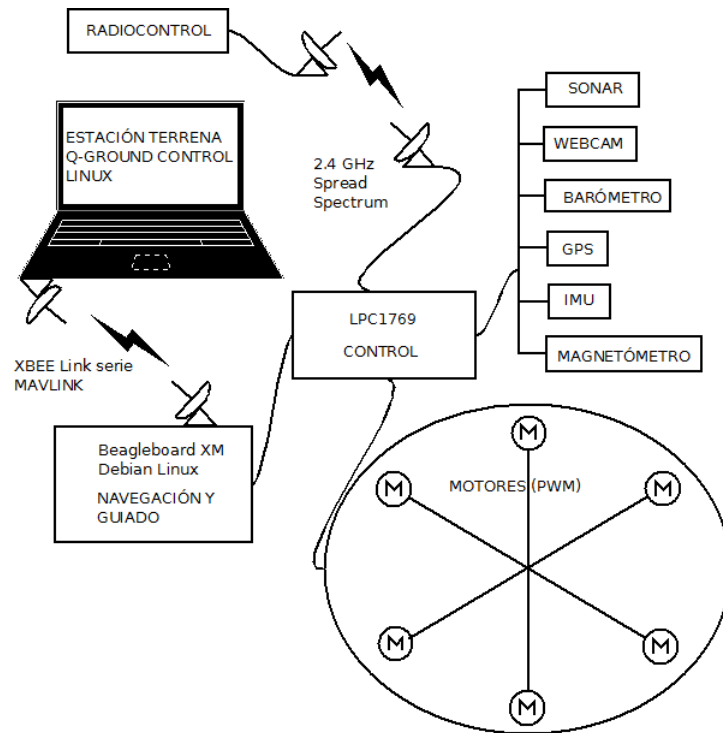 RADIOCONTROL
ESTACIÓN TERRENA
Q-GROUND CONTROL
LINUX
2.4 GHz
Spread
Spectrum
SONAR
WEBCAM
BARÓMETRO
GPS
IMU
MAGNETÓMETRO
LPC1769
CONTROL
XBEE Link serie
MAVLINK
Beagleboard XM
Debian Linux
NAVEGACIÓN Y
GUIADO
MOTORES (PWM)
M
M
M
M
M
M